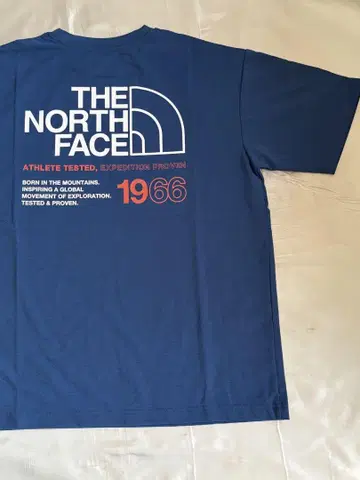 THE
NORTH
FACE
ATHLETE TESTED, EXPEDITION PROVEN
BORN IN THE MOUNTAINS.
INSPIRING A GLOBAL
MOVEMENT OF EXPLORATION.
TESTED & PROVEN.
1966